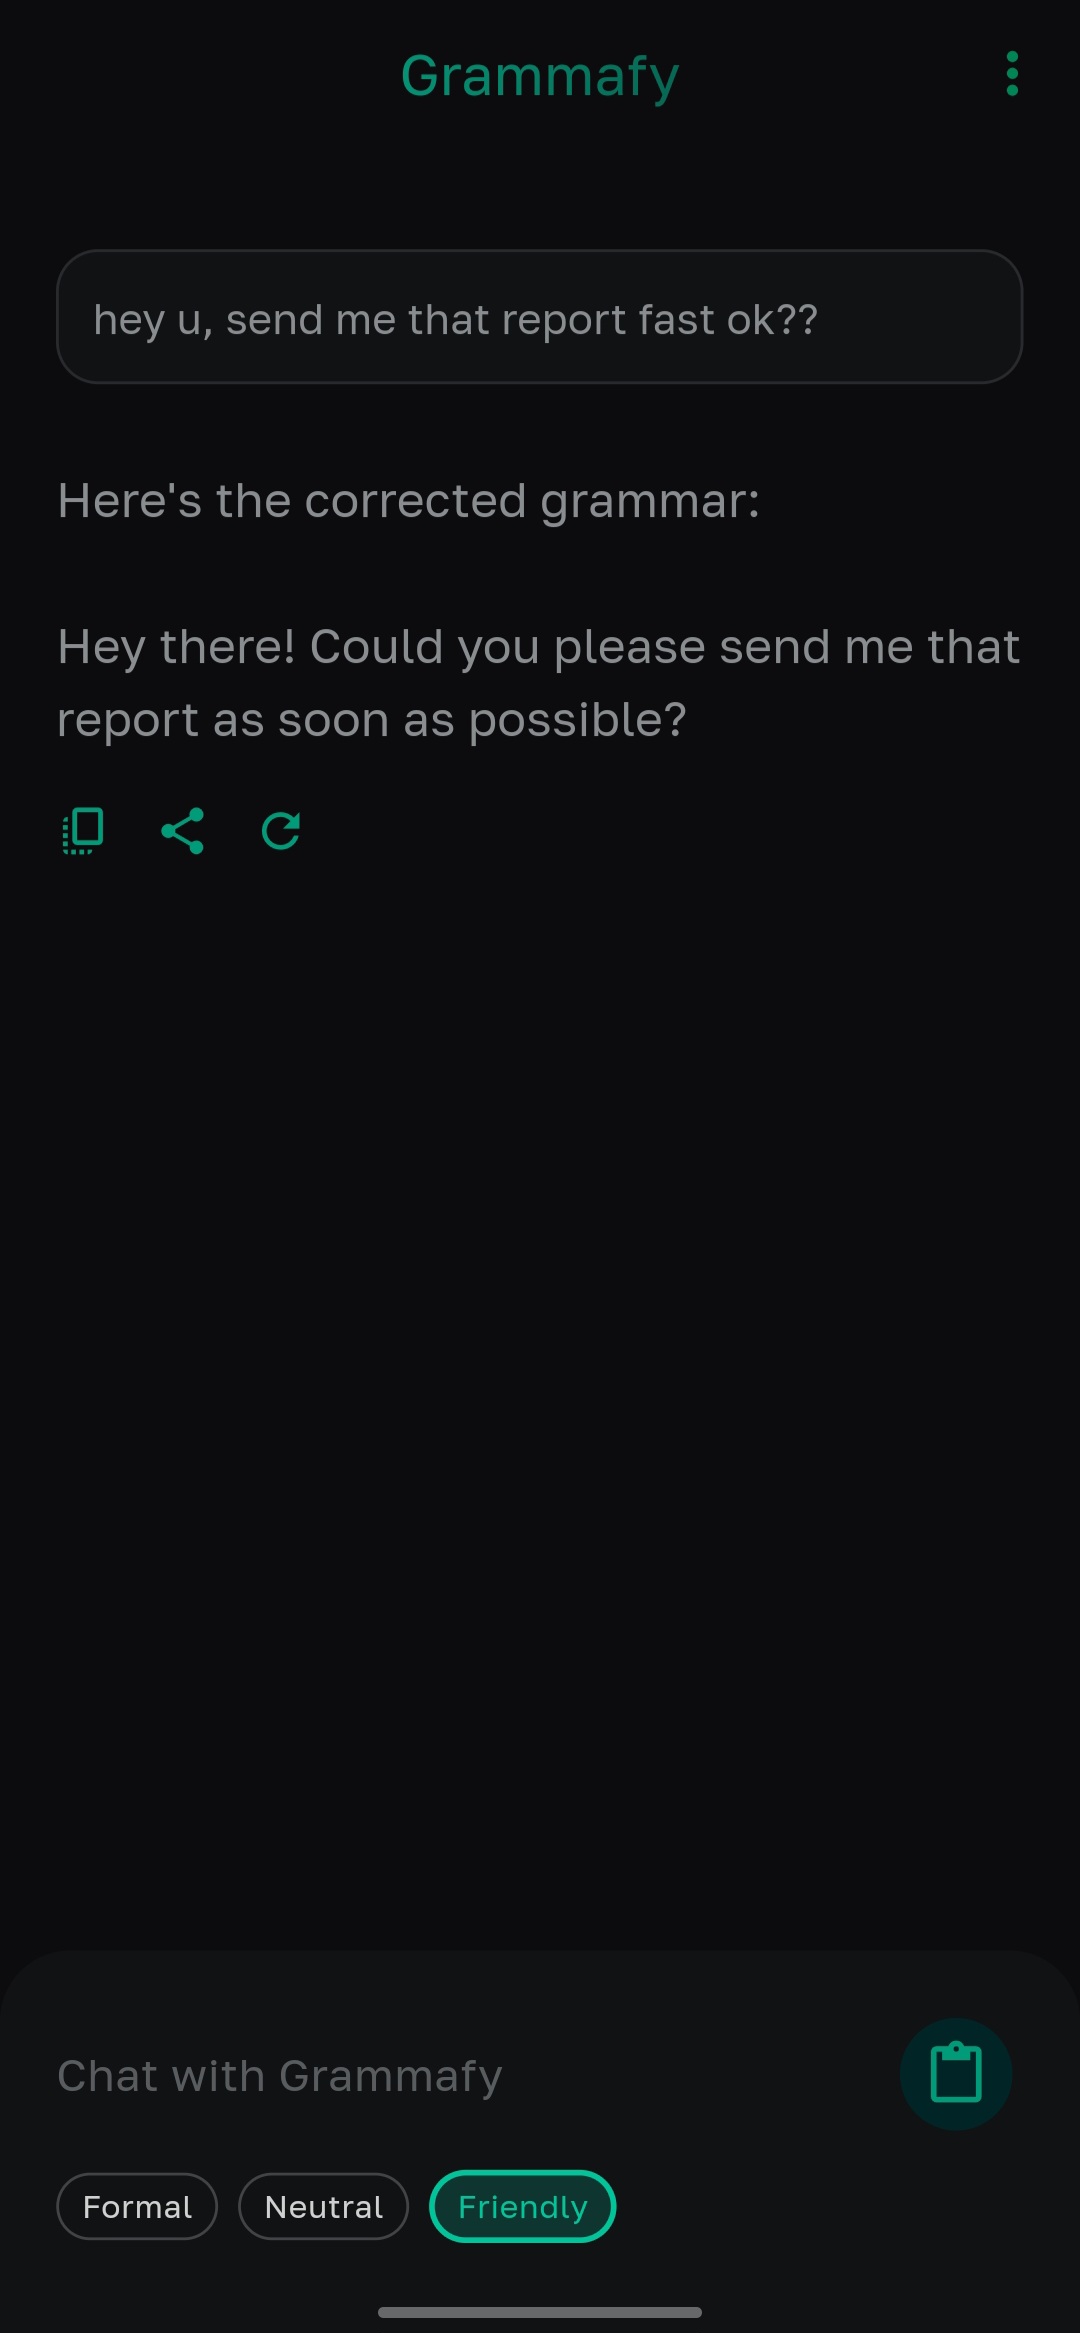 Grammafy
hey u, send me that report fast ok??
Here's the corrected grammar:
Hey there! Could you please send me that
report as soon as possible?
Chat with Grammafy
Formal
Neutral
Friendly